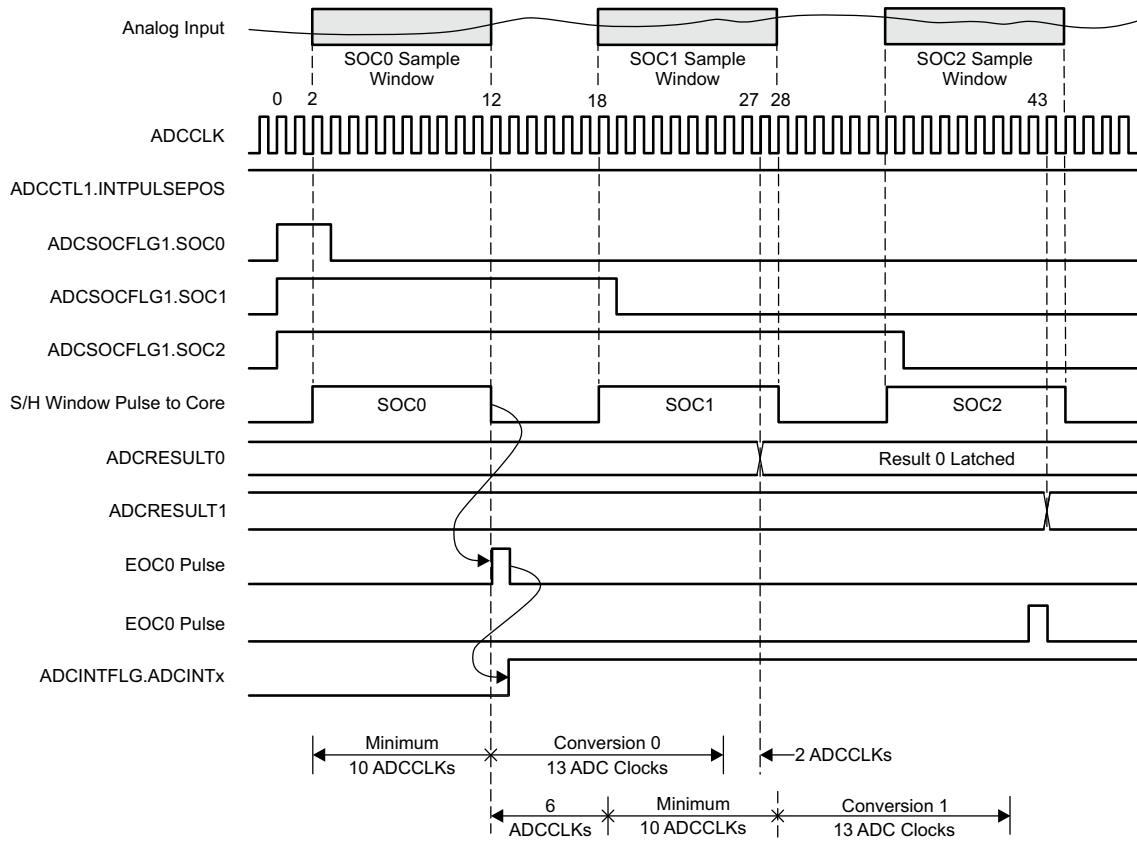 Analog Input
SOC0 Sample
Window
SOC1 Sample
Window
SOC2 Sample
Window
0 2 12 18 27 28 43
ADCCLK
ADCCTL1.INTPULSEPOS
ADCSOCFLG1.SOC0
ADCSOCFLG1.SOC1
ADCSOCFLG1.SOC2
S/H Window Pulse to Core SOC0 SOC1 SOC2
ADCRESULT0 Result 0 Latched
ADCRESULT1
EOC0 Pulse
EOC0 Pulse
ADCINTFLG.ADCINTx
Minimum
10 ADCCLKs
Conversion 0
13 ADC Clocks
2 ADCCLKs
6
ADCCLKs
Minimum
10 ADCCLKs
Conversion 1
13 ADC Clocks